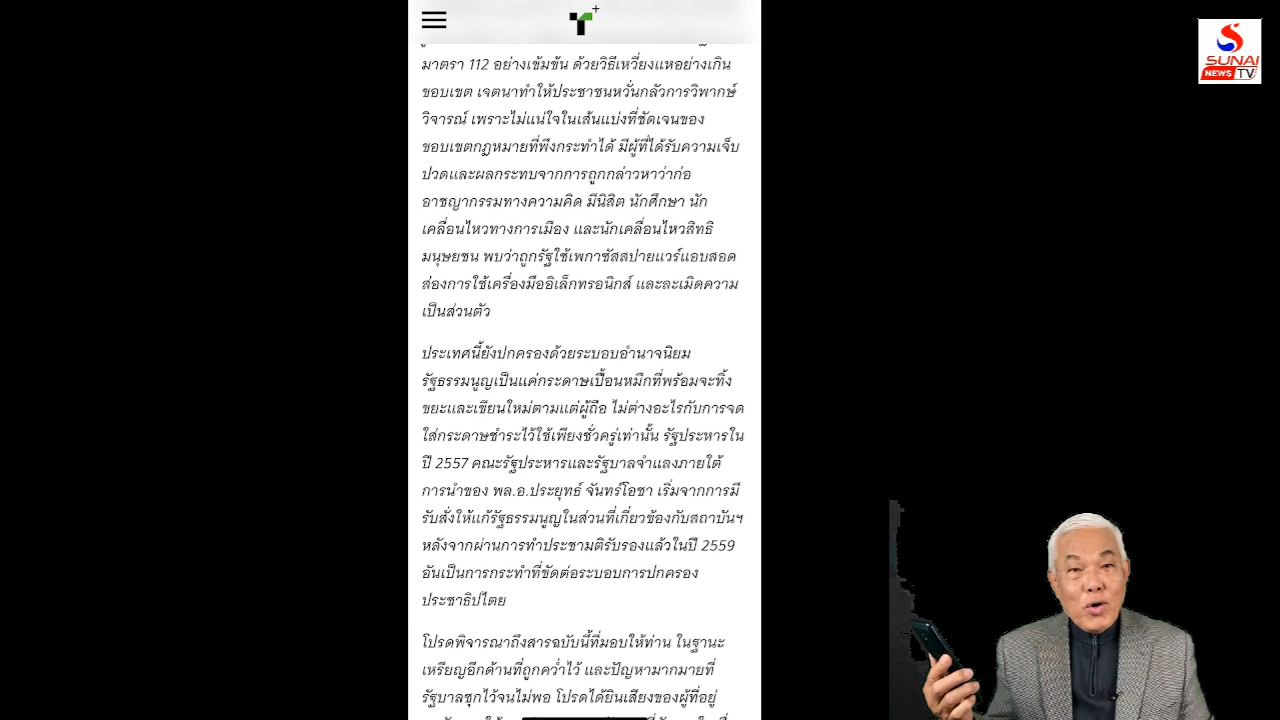 SUNAI
NEWS TV
มาตรา 112 อย่างเข้มข้น ด้วยวิธีเหวี่ยงแหอย่างเกิน
ขอบเขต เจตนาทำให้ประชาชนหวั่นกลัวการวิพากษ์
วิจารณ์ เพราะไม่แน่ใจในเส้นแบ่งที่ชัดเจนของ
ขอบเขตกฎหมายที่พึงกระทำได้ มีผู้ที่ได้รับความเจ็บ
ปวดและผลกระทบจากการถูกกล่าวหาว่าก่อ
อาชญากรรมทางความคิด มีนิสิต นักศึกษา นัก
เคลื่อนไหวทางการเมือง และนักเคลื่อนไหวสิทธิ
มนุษยชน พบว่าถูกรัฐใช้เพกาซัสสปายแวร์แอบสอด
ส่องการใช้เครื่องมืออิเล็กทรอนิกส์ และละเมิดความ
เป็นส่วนตัว
ประเทศนี้ยังปกครองด้วยระบอบอำนาจนิยม
รัฐธรรมนูญเป็นแค่กระดาษเปื้อนหมึกที่พร้อมจะทิ้ง
ขยะและเขียนใหม่ตามแต่ผู้ถือ ไม่ต่างอะไรกับการจด
ใส่กระดาษชำระไว้ใช้เพียงชั่วครู่เท่านั้น รัฐประหารใน
ปี 2557 คณะรัฐประหารและรัฐบาลจำแลงภายใต้
การนำของ พล.อ.ประยุทธ์ จันทร์โอชา เริ่มจากการมี
รับสั่งให้แก้รัฐธรรมนูญในส่วนที่เกี่ยวข้องกับสถาบันฯ
หลังจากผ่านการทำประชามติรับรองแล้วในปี 2559
อันเป็นการกระทำที่ขัดต่อระบอบการปกครอง
ประชาธิปไตย
โปรดพิจารณาถึงสารฉบับนี้ที่มอบให้ท่าน ในฐานะ
เหรียญอีกด้านที่ถูกคว่ำไว้ และปัญหามากมายที่
รัฐบาลซุกไว้จนไม่พอ โปรดได้ยินเสียงของผู้ที่อยู่